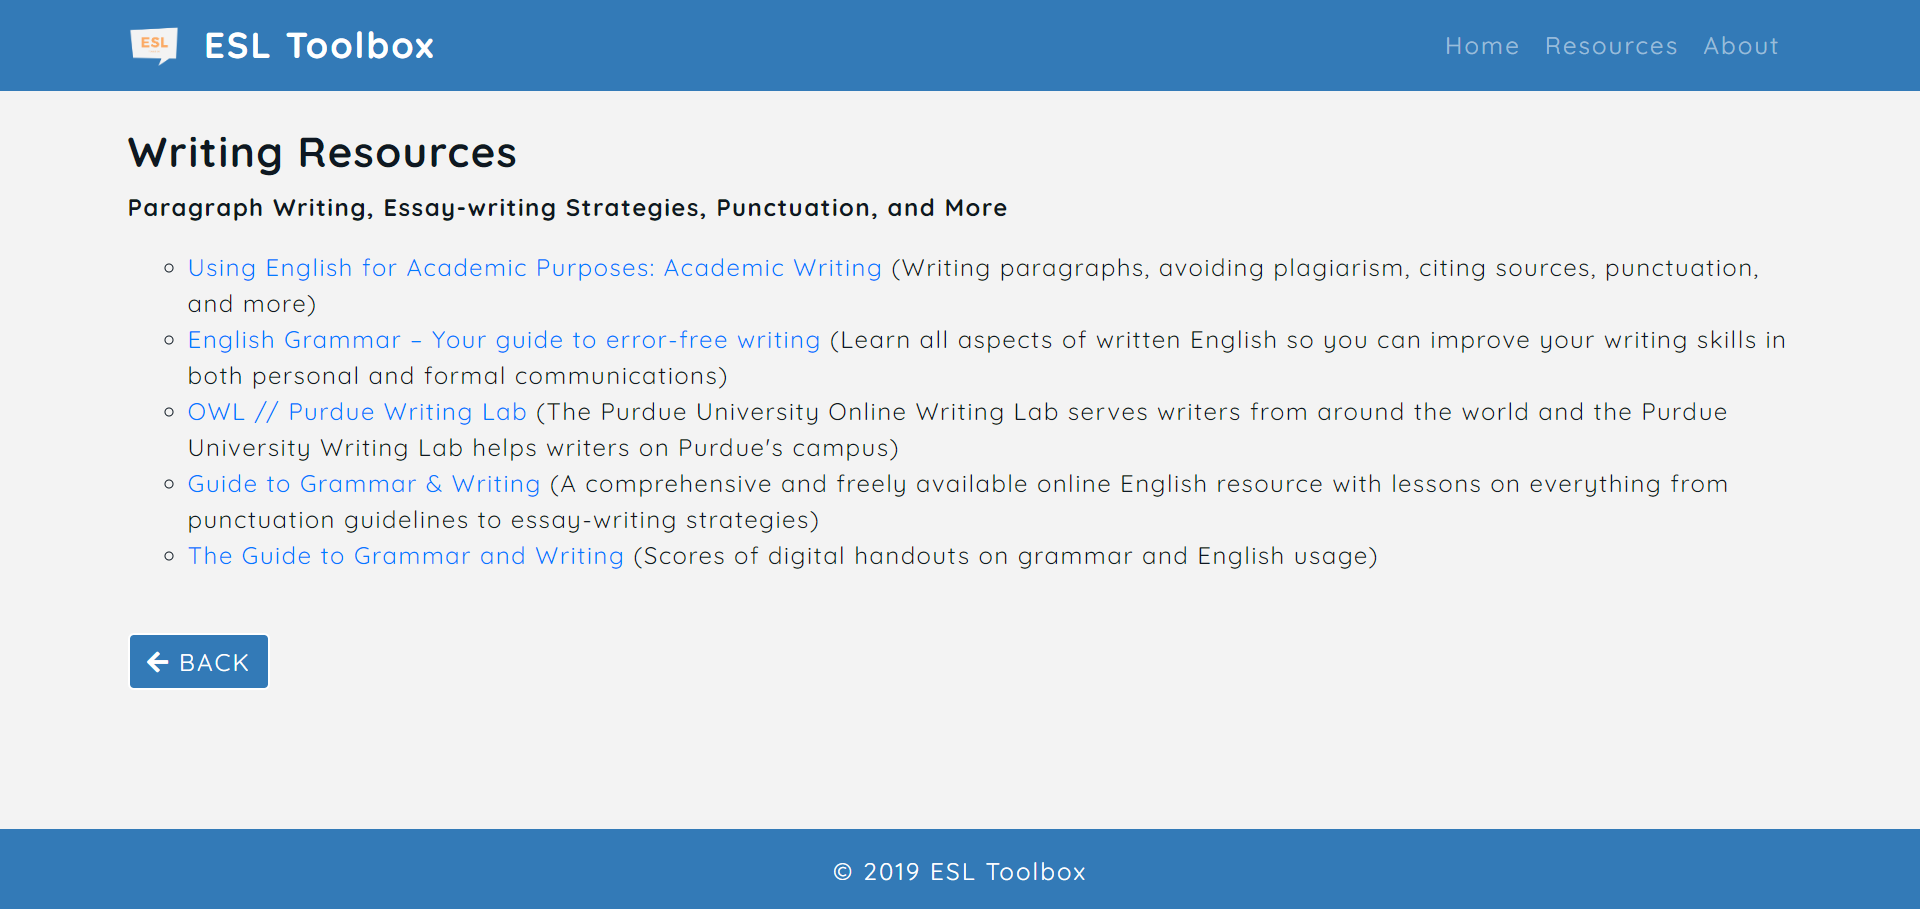 ESL
ESL Toolbox
Home Resources About
Writing Resources
Paragraph Writing, Essay-writing Strategies, Punctuation, and More
Using English for Academic Purposes: Academic Writing (Writing paragraphs, avoiding plagiarism, citing sources, punctuation,
and more)
English Grammar – Your guide to error-free writing (Learn all aspects of written English so you can improve your writing skills in
both personal and formal communications)
OWL // Purdue Writing Lab (The Purdue University Online Writing Lab serves writers from around the world and the Purdue
University Writing Lab helps writers on Purdue's campus)
Guide to Grammar & Writing (A comprehensive and freely available online English resource with lessons on everything from
punctuation guidelines to essay-writing strategies)
The Guide to Grammar and Writing (Scores of digital handouts on grammar and English usage)
BACK
© 2019 ESL Toolbox